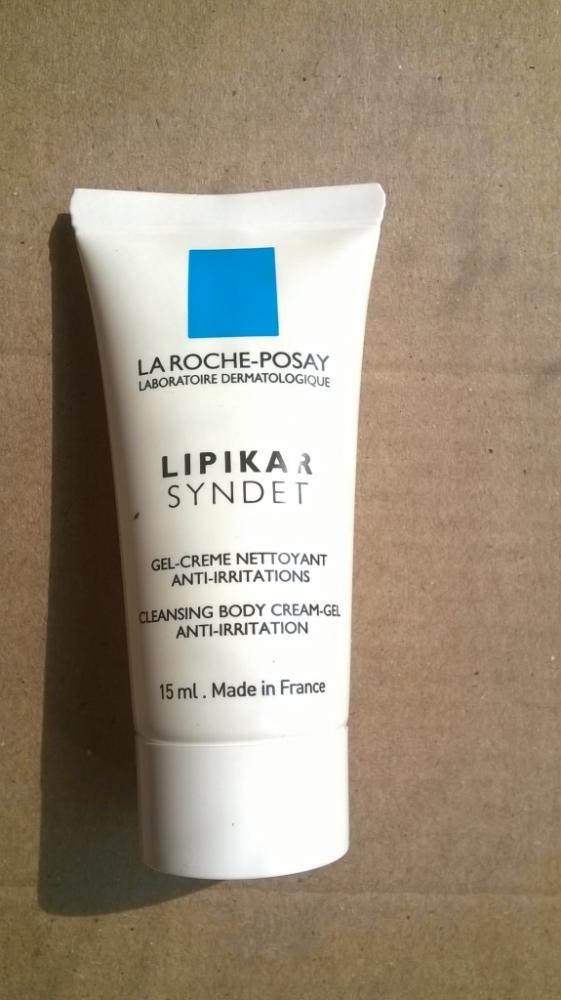 LA ROCHE-POSAY
LABORATOIRE DERMATOLOGIQUE
LIPIKAR
SYNDET
GEL-CREME NETTOYANT
ANTI-IRRITATIONS
CLEANSING BODY CREAM-GEL
ANTI-IRRITATION
15 ml . Made in France